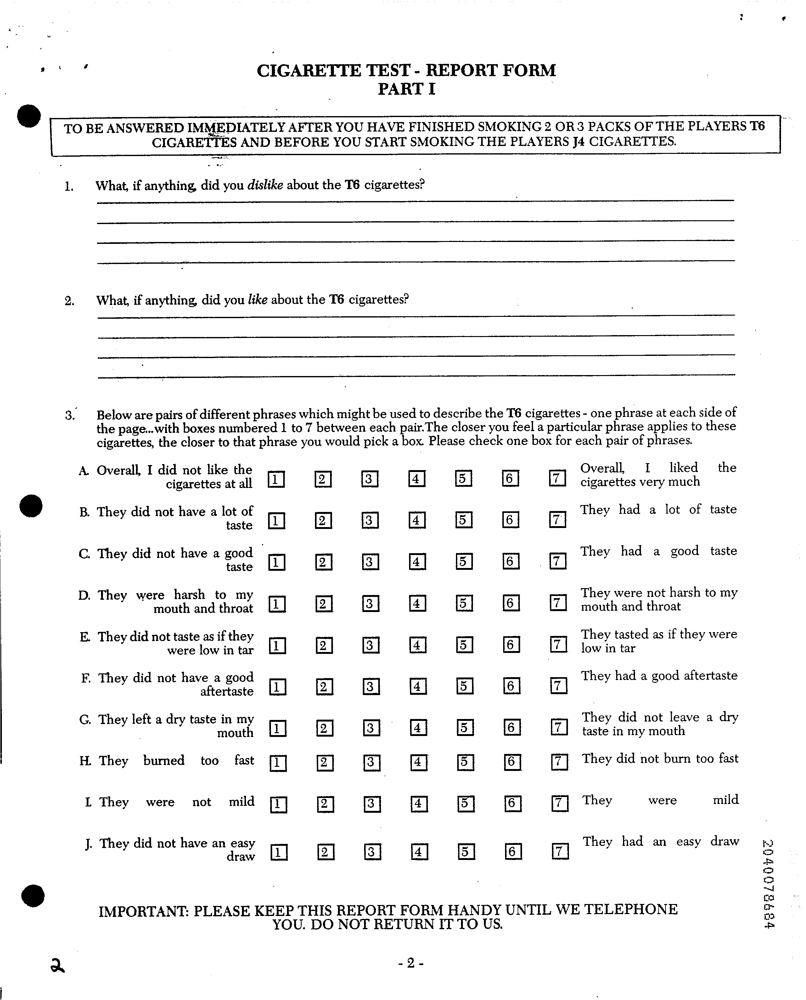 CIGARETTE TEST - REPORT FORM
PART I
TO BE ANSWERED IMMEDIATELY AFTER YOU HAVE FINISHED SMOKING 2 OR 3 PACKS OF THE PLAYERS T6
CIGARETTES AND BEFORE YOU START SMOKING THE PLAYERS J4 CIGARETTES.
1. What, if anything, did you dislike about the T6 cigarettes?
2. What, if anything, did you like about the T6 cigarettes?
3. Below are pairs of different phrases which might be used to describe the T6 cigarettes - one phrase at each side of
the page...with boxes numbered 1 to 7 between each pair. The closer you feel a particular phrase applies to these
cigarettes, the closer to that phrase you would pick a box. Please check one box for each pair of phrases.
A. Overall, I did not like the
cigarettes at all
1 2 3 4 5 6 7
Overall, I liked the
cigarettes very much
B. They did not have a lot of
taste
1 2 3 4 5 6 7
They had a lot of taste
C. They did not have a good
taste
1 2 3 4 5 6 7
They had a good taste
D. They were harsh to my
mouth and throat
1 2 3 4 5 6 7
They were not harsh to my
mouth and throat
E. They did not taste as if they
were low in tar
1 2 3 4 5 6 7
They tasted as if they were
low in tar
F. They did not have a good
aftertaste
1 2 3 4 5 6 7
They had a good aftertaste
G. They left a dry taste in my
mouth
1 2 3 4 5 6 7
They did not leave a dry
taste in my mouth
H. They burned too fast
1 2 3 4 5 6 7
They did not burn too fast
I. They were not mild
1 2 3 4 5 6 7
They were mild
J. They did not have an easy
draw
1 2 3 4 5 6 7
They had an easy draw
2040078684
IMPORTANT: PLEASE KEEP THIS REPORT FORM HANDY UNTIL WE TELEPHONE
YOU. DO NOT RETURN IT TO US.
2
- 2 -